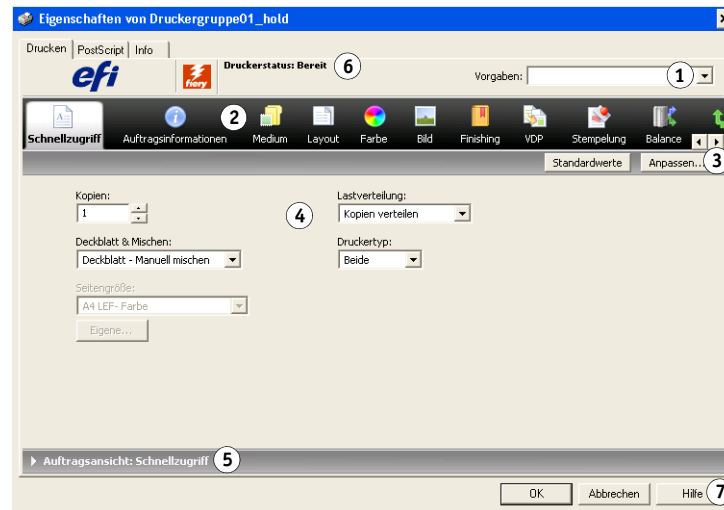 Eigenschaften von Druckergruppe01_hold
Drucken PostScript Info
efi fiery Druckerstatus: Bereit 6 Vorgaben: 1
2
Schnellzugriff Auftragsinformationen Medium Layout Farbe Bild Finishing VDP Stempelung Balance
Standardwerte Anpassen... 3
Kopien: Lastverteilung:
1 4 Kopien verteilen
Deckblatt & Mischen: Druckertyp:
Deckblatt - Manuell mischen Beide
Seitengröße:
A4 LEF- Farbe
Eigene...
Auftragsansicht: Schnellzugriff 5
OK Abbrechen Hilfe 7